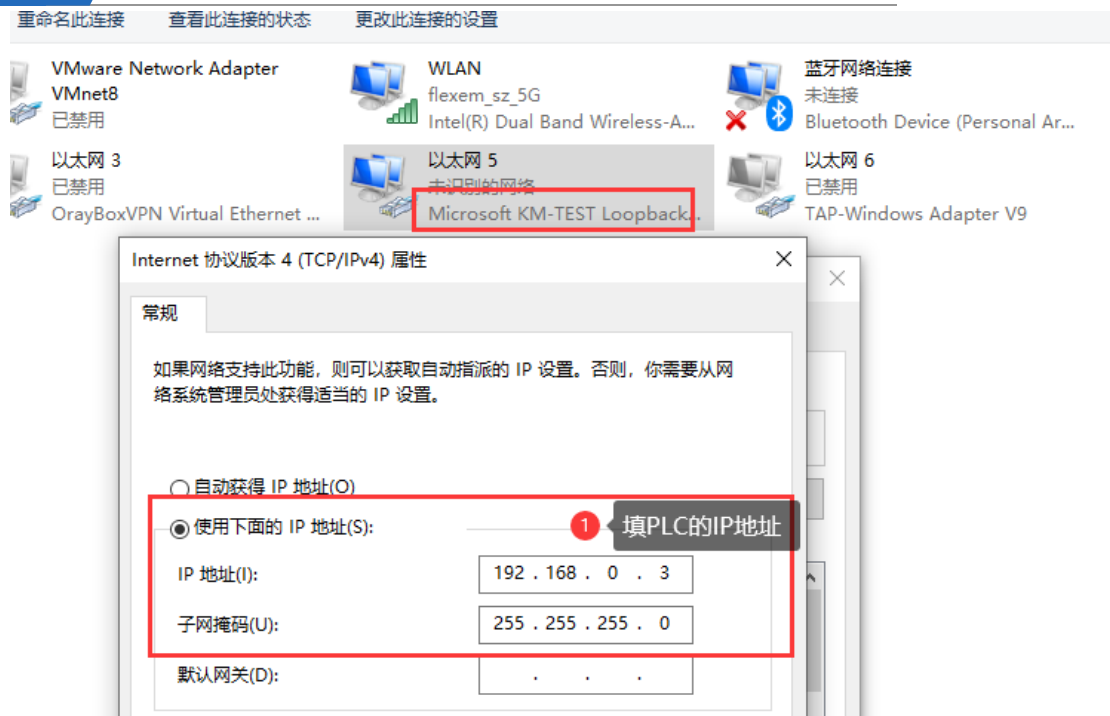 重命名此连接 查看此连接的状态 更改此连接的设置
VMware Network Adapter
VMnet8
已禁用
WLAN
flexem_sz_5G
Intel(R) Dual Band Wireless-A...
蓝牙网络连接
未连接
Bluetooth Device (Personal Ar...
以太网 3
已禁用
OrayBoxVPN Virtual Ethernet ...
以太网 5
未识别的网络
Microsoft KM-TEST Loopback...
以太网 6
已禁用
TAP-Windows Adapter V9
Internet 协议版本 4 (TCP/IPv4) 属性
常规
如果网络支持此功能，则可以获取自动指派的 IP 设置。否则，你需要从网
络系统管理员处获得适当的 IP 设置。
自动获得 IP 地址(O)
使用下面的 IP 地址(S):
1 填PLC的IP地址
IP 地址(I): 192 . 168 . 0 . 3
子网掩码(U): 255 . 255 . 255 . 0
默认网关(D): . . .